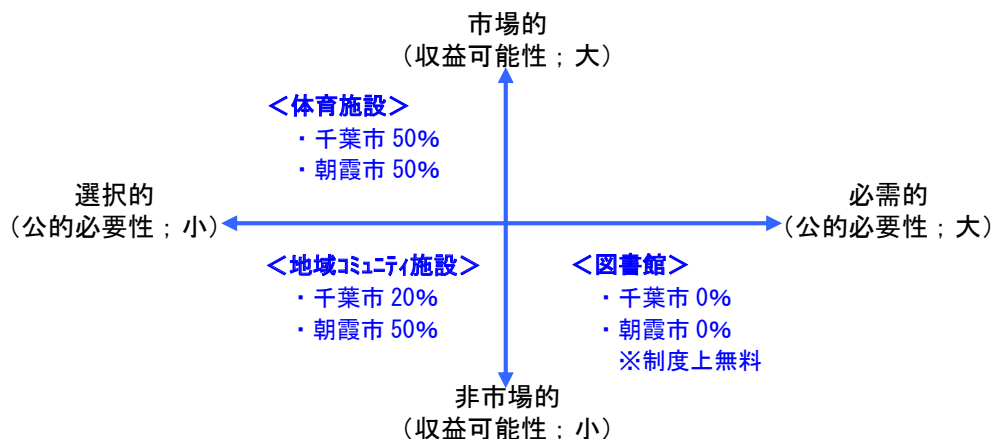 市場的
（収益可能性；大）
＜体育施設＞
・千葉市 50%
・朝霞市 50%
選択的
（公的必要性；小）
必需的
（公的必要性；大）
＜地域ｺﾐｭﾆﾃｨ施設＞
・千葉市 20%
・朝霞市 50%
＜図書館＞
・千葉市 0%
・朝霞市 0%
※制度上無料
非市場的
（収益可能性；小）